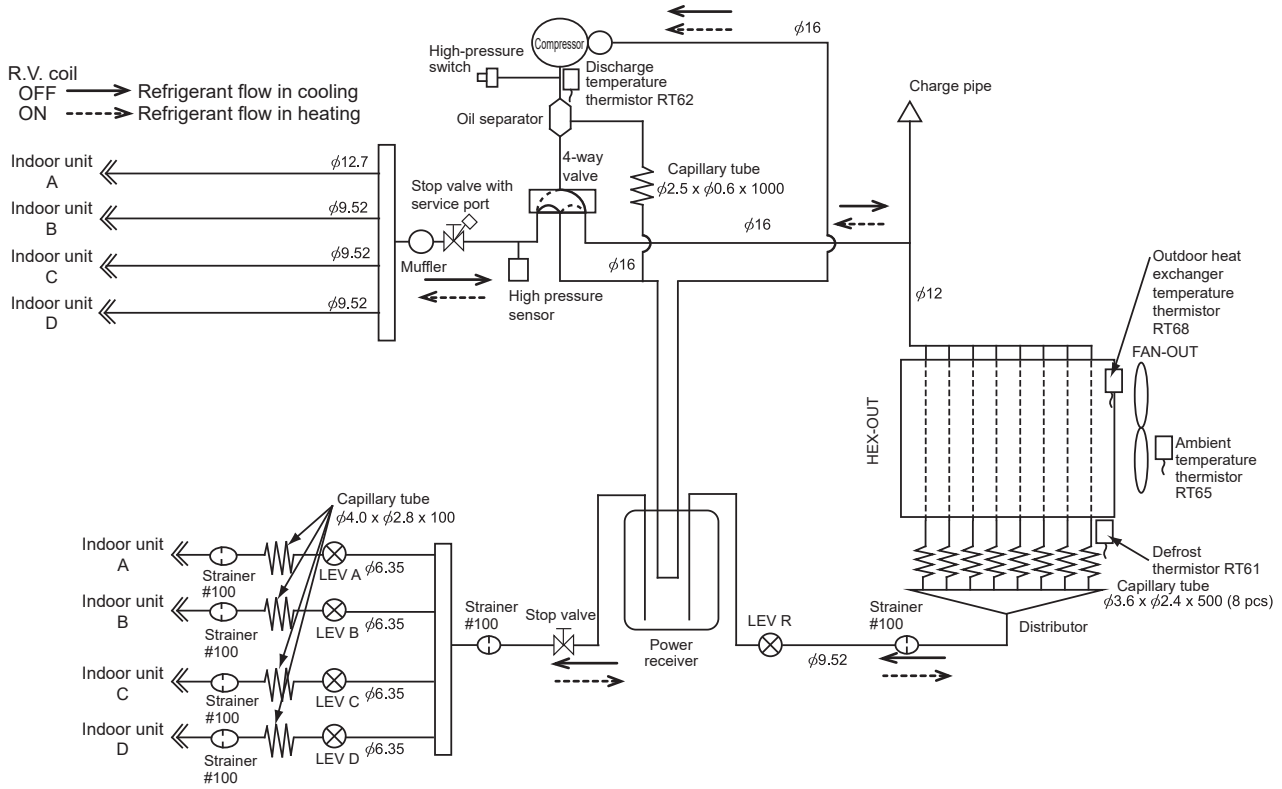 R.V. coil
OFF Refrigerant flow in cooling
ON Refrigerant flow in heating
Compressor
High-pressure
switch
Discharge
temperature
thermistor RT62
Oil separator
4-way
valve
Capillary tube
ϕ2.5 x ϕ0.6 x 1000
ϕ16
Charge pipe
Indoor unit
A
ϕ12.7
Indoor unit
B
ϕ9.52
Indoor unit
C
ϕ9.52
Indoor unit
D
ϕ9.52
Stop valve with
service port
Muffler
High pressure
sensor
ϕ16
ϕ16
ϕ12
Outdoor heat
exchanger
temperature
thermistor
RT68
FAN-OUT
HEX-OUT
Ambient
temperature
thermistor
RT65
Defrost
thermistor RT61
Capillary tube
ϕ3.6 x ϕ2.4 x 500 (8 pcs)
Distributor
Capillary tube
ϕ4.0 x ϕ2.8 x 100
Indoor unit
A
Strainer
#100
LEV A
ϕ6.35
Indoor unit
B
Strainer
#100
LEV B
ϕ6.35
Indoor unit
C
Strainer
#100
LEV C
ϕ6.35
Indoor unit
D
Strainer
#100
LEV D
ϕ6.35
Strainer
#100
Stop valve
Power
receiver
LEV R
ϕ9.52
Strainer
#100